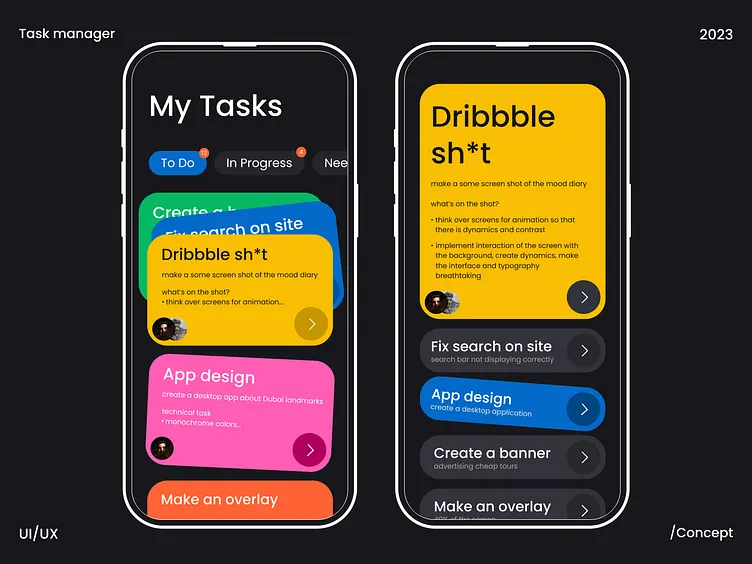 Task manager
2023
My Tasks
To Do
12
In Progress
4
Nee
Create a b
Fix search on site
Dribbble sh*t
make a some screen shot of the mood diary
what's on the shot?
• think over screens for animation...
App design
create a desktop app about Dubai landmarks
technical task
• monochrome colors...
Make an overlay
Dribbble
sh*t
make a some screen shot of the mood diary
what's on the shot?
• think over screens for animation so that
there is dynamics and contrast
• implement interaction of the screen with
the background, create dynamics, make
the interface and typography
breathtaking
Fix search on site
search bar not displaying correctly
App design
create a desktop application
Create a banner
advertising cheap tours
Make an overlay
UI/UX
/Concept